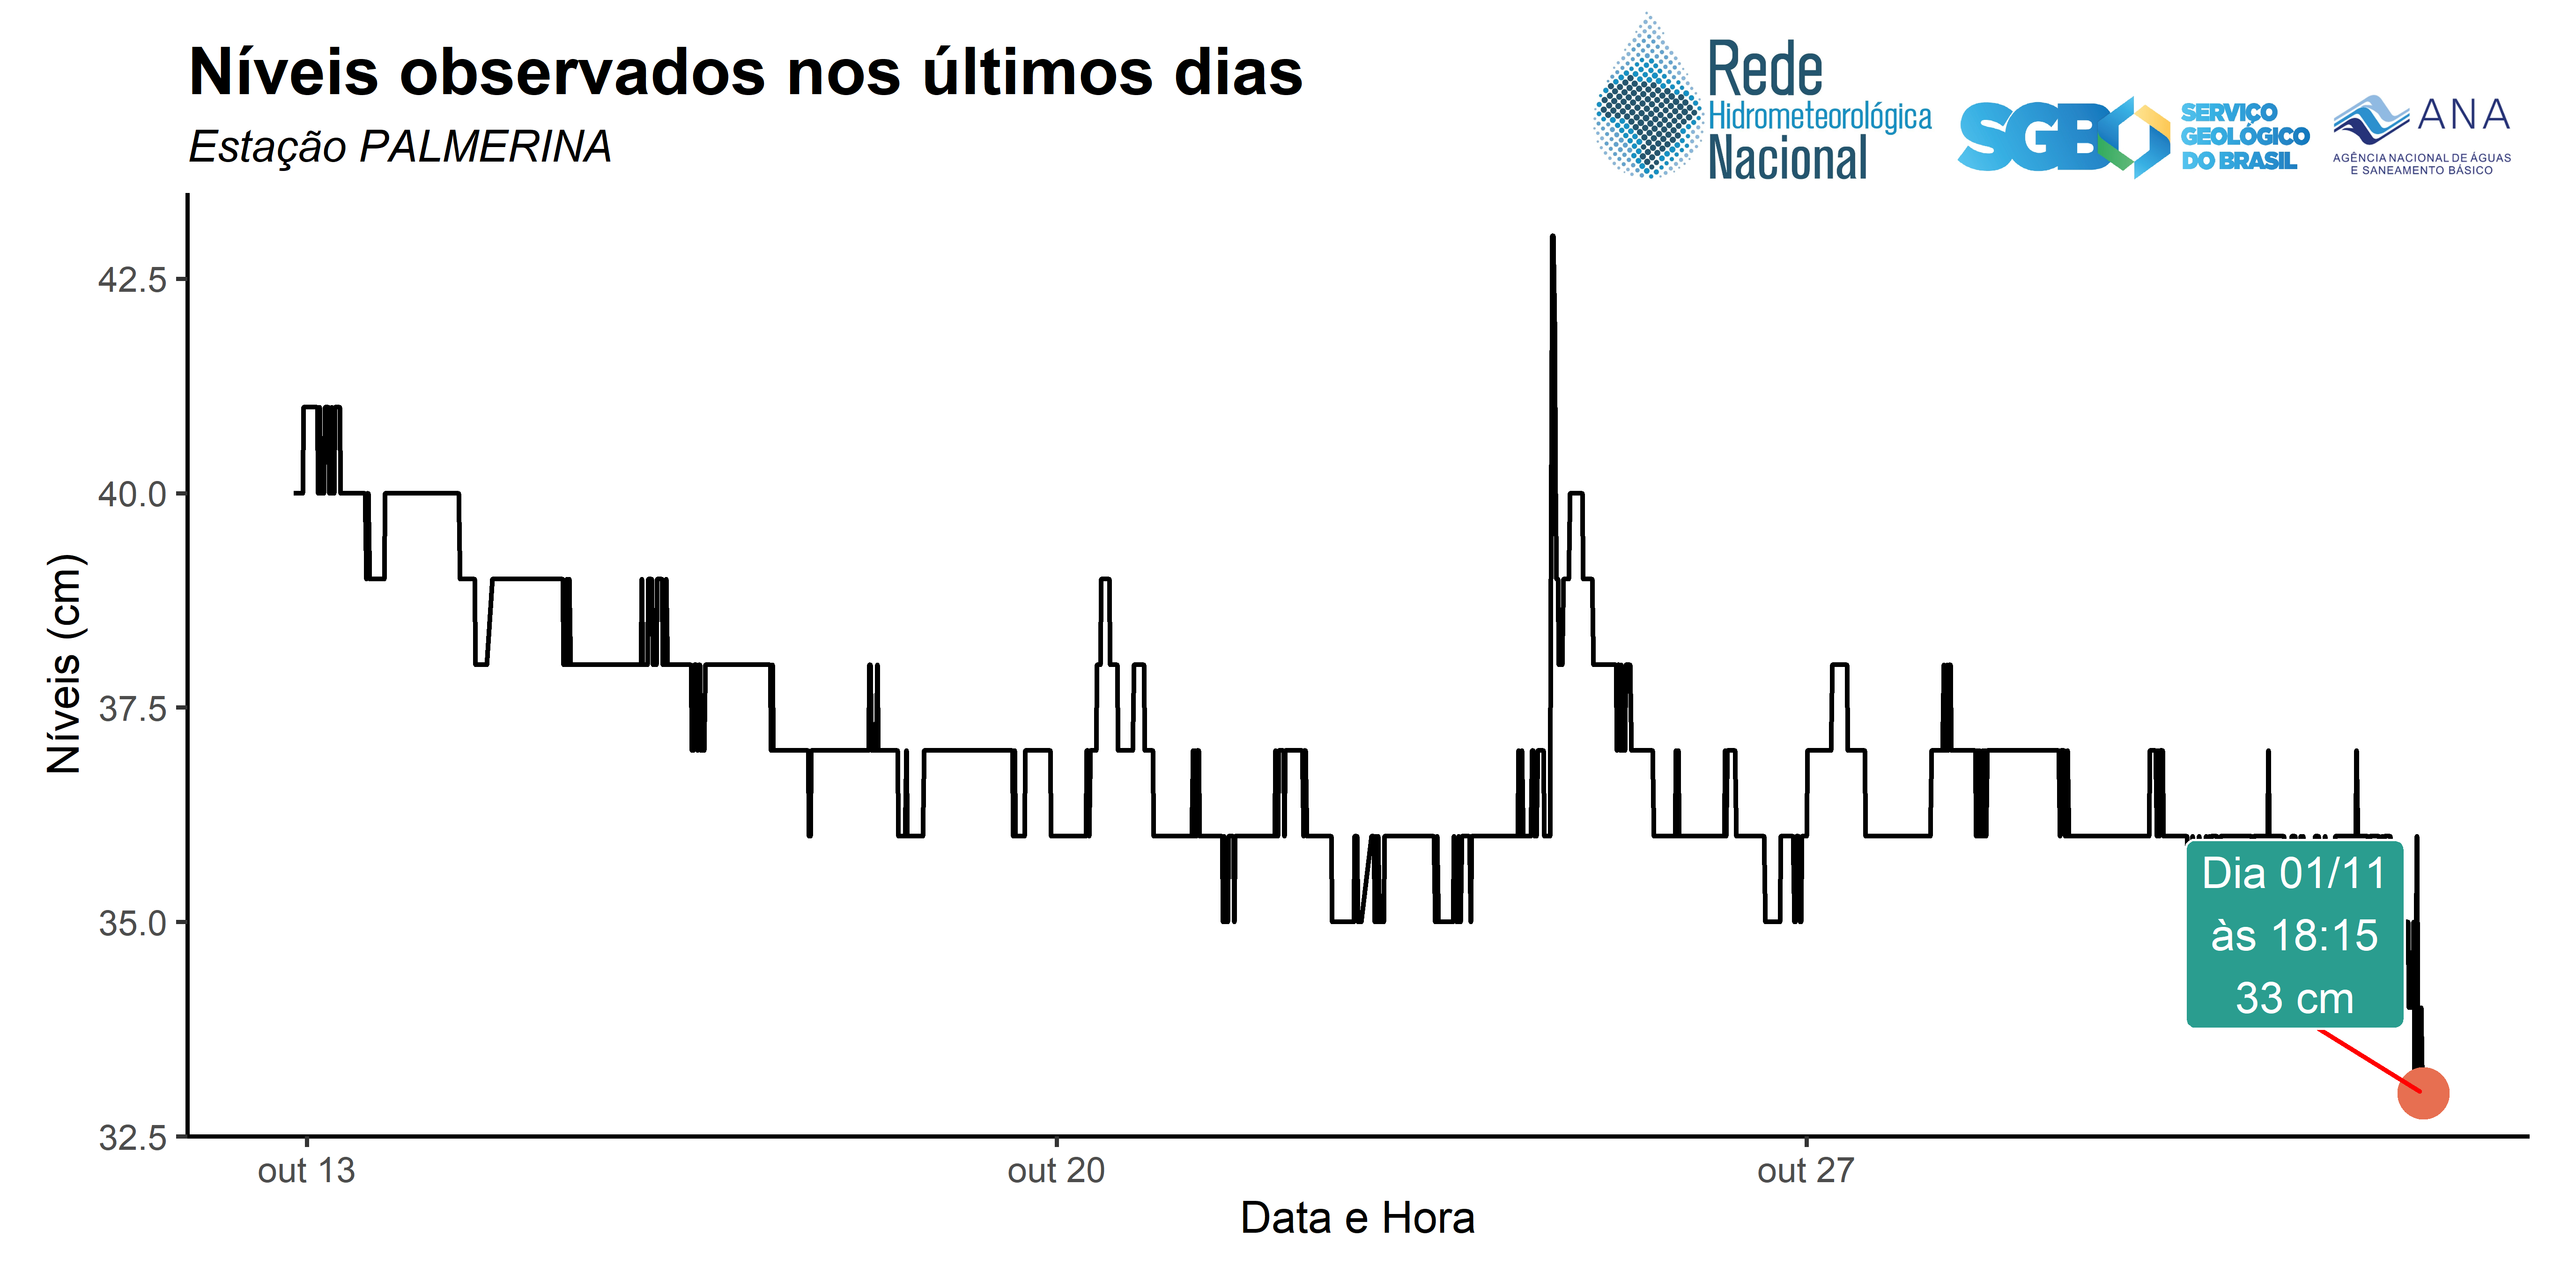 Níveis observados nos últimos dias
Estação PALMERINA
Rede
Hidrometeorológica
Nacional
SGB
SERVIÇO
GEOLÓGICO
DO BRASIL
ANA
AGÊNCIA NACIONAL DE ÁGUAS
E SANEAMENTO BÁSICO
Níveis (cm)
42.5
40.0
37.5
35.0
32.5
Dia 01/11
às 18:15
33 cm
out 13
out 20
out 27
Data e Hora